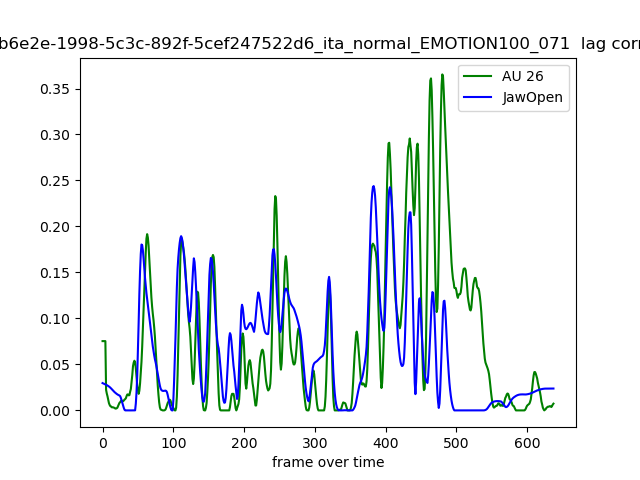 b6e2e-1998-5c3c-892f-5cef247522d6_ita_normal_EMOTION100_071 lag corr
AU 26
JawOpen
0.35
0.30
0.25
0.20
0.15
0.10
0.05
0.00
0 100 200 300 400 500 600
frame over time